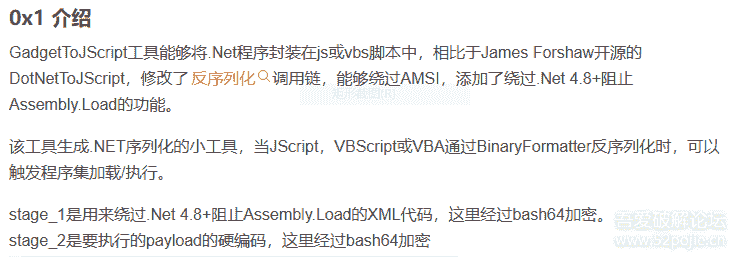 0x1 介绍
GadgetToJScript工具能够将.Net程序封装在js或vbs脚本中，相比于James Forshaw开源的
DotNetToJScript，修改了 反序列化 调用链，能够绕过AMSI，添加了绕过.Net 4.8+阻止
Assembly.Load的功能。
该工具生成.NET序列化的小工具，当JScript，VBScript或VBA通过BinaryFormatter反序列化时，可以
触发程序集加载/执行。
stage_1是用来绕过.Net 4.8+阻止Assembly.Load的XML代码，这里经过bash64加密。
stage_2是要执行的payload的硬编码，这里经过bash64加密
吾爱破解论坛
www.52pojie.cn